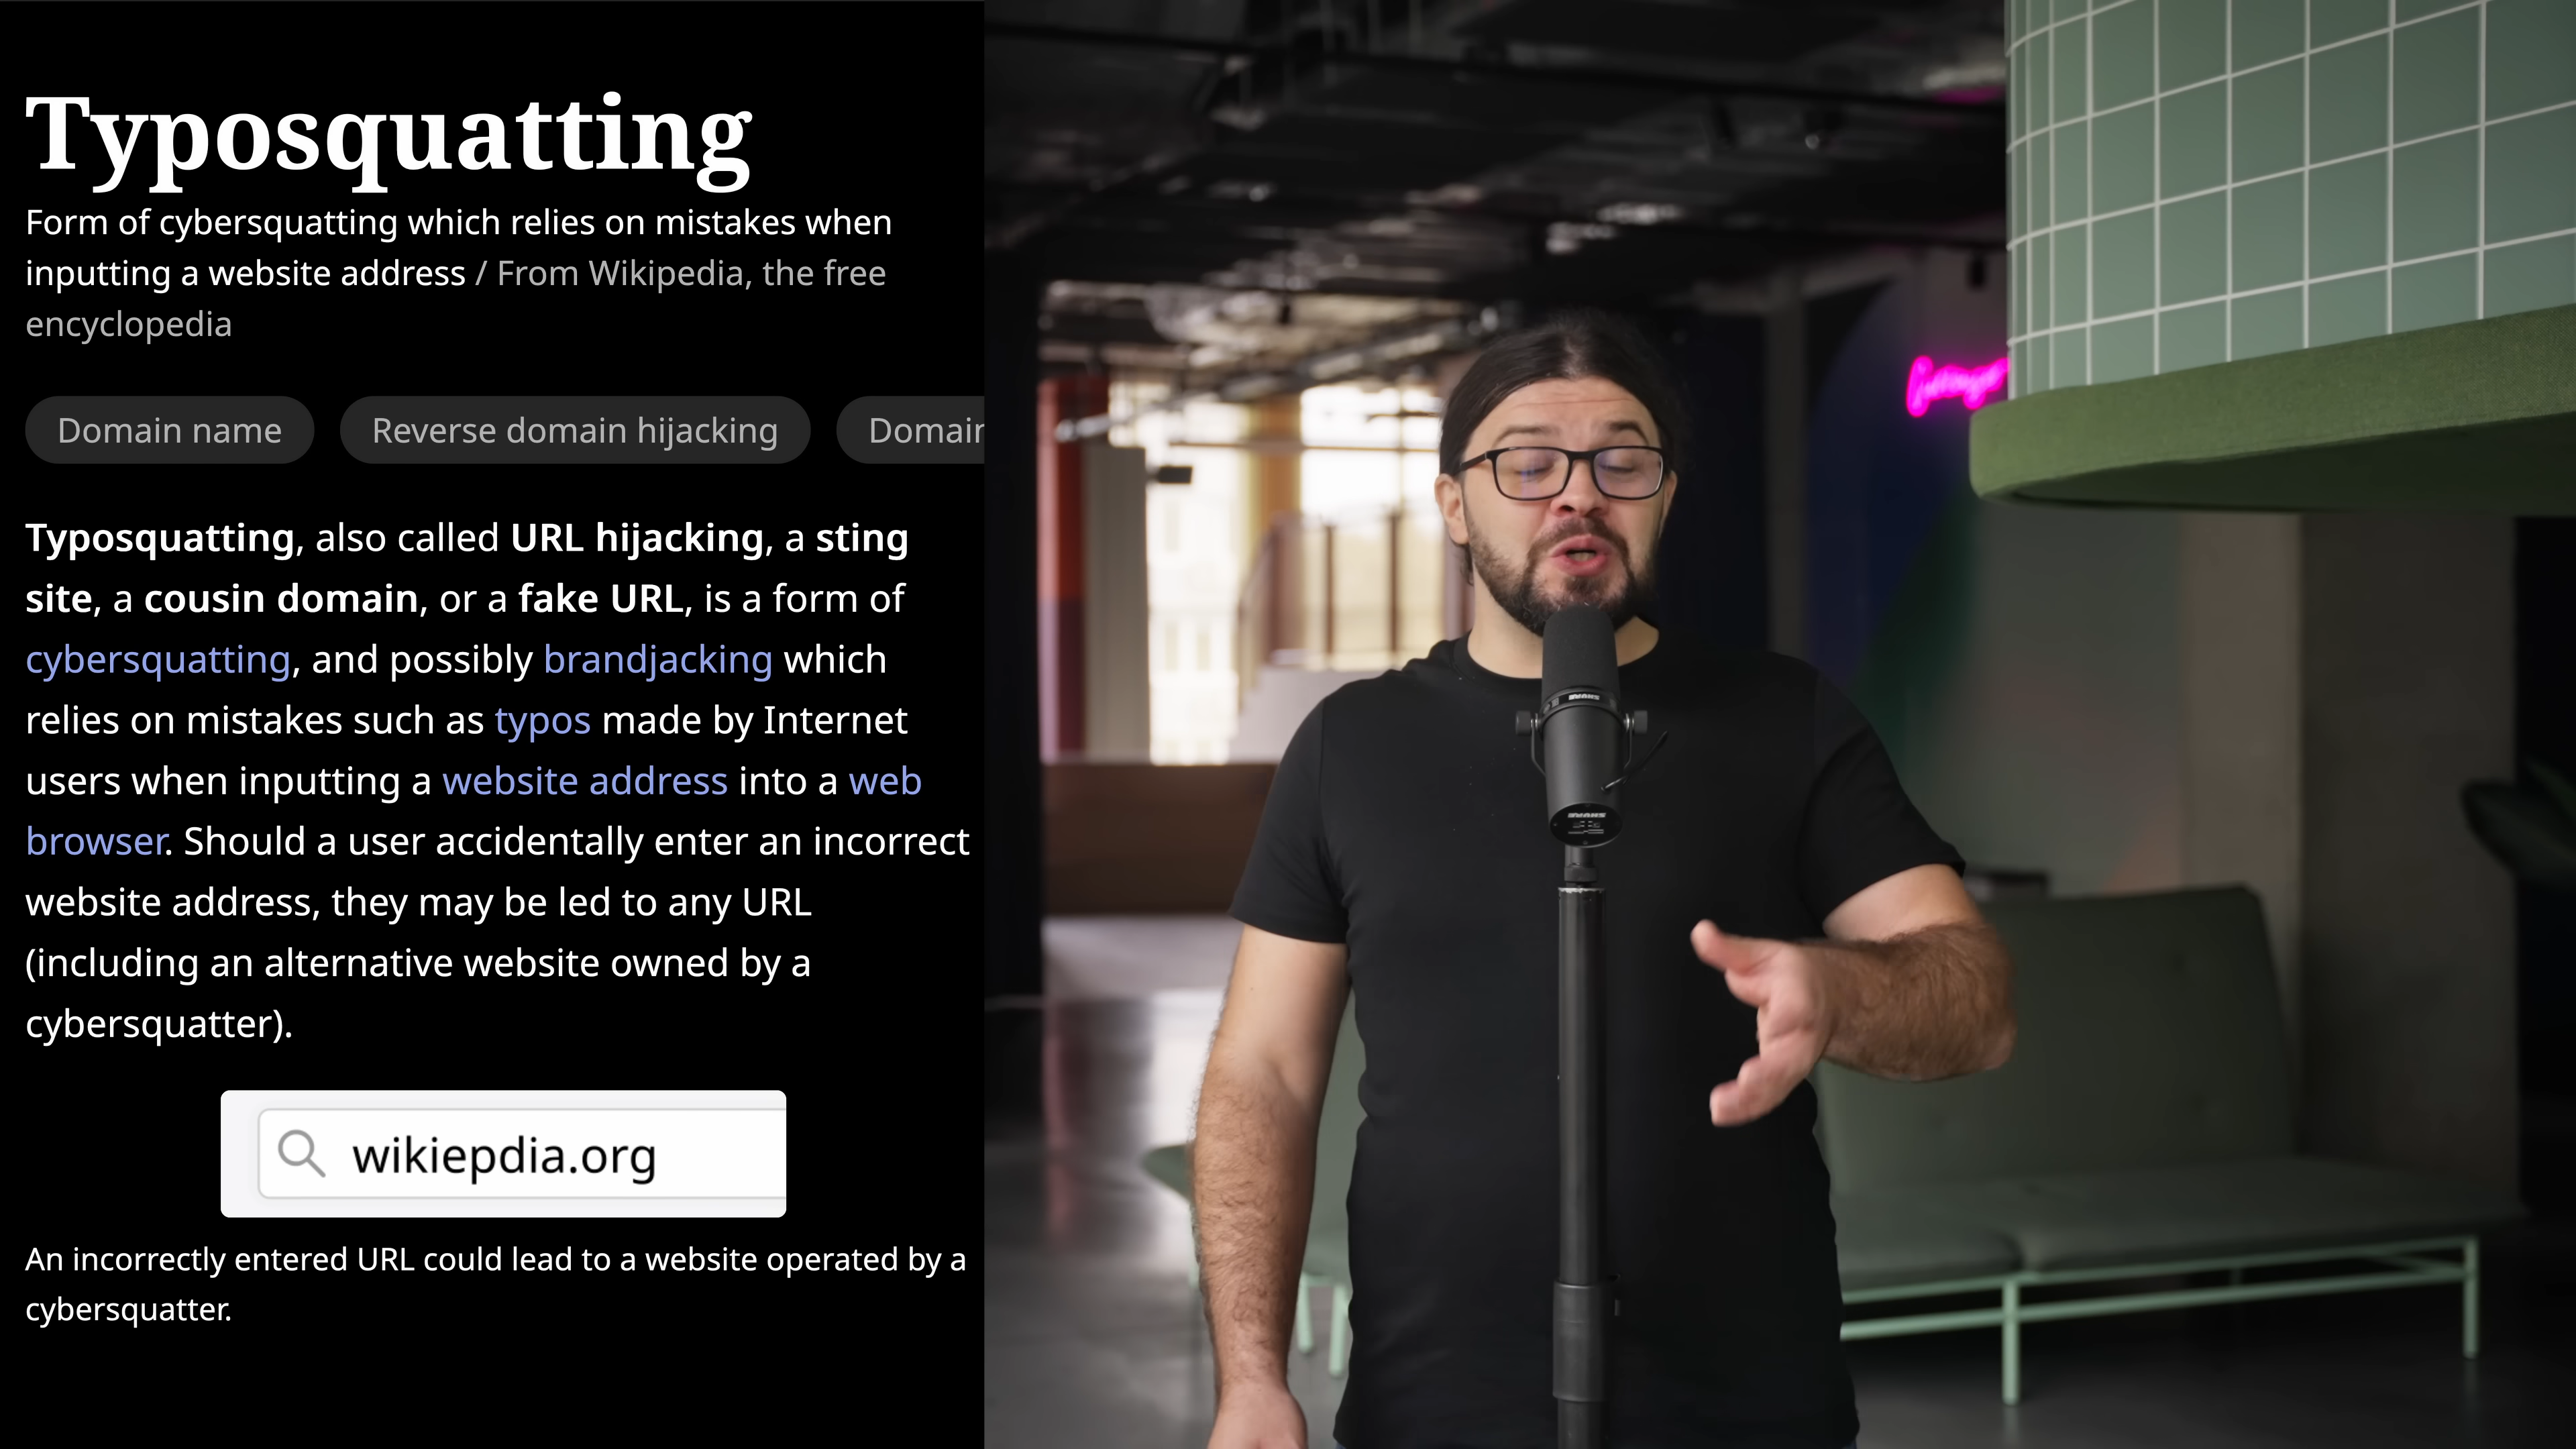 Typosquatting
Form of cybersquatting which relies on mistakes when
inputting a website address / From Wikipedia, the free
encyclopedia
Domain name
Reverse domain hijacking
Domain
Typosquatting, also called URL hijacking, a sting
site, a cousin domain, or a fake URL, is a form of
cybersquatting, and possibly brandjacking which
relies on mistakes such as typos made by Internet
users when inputting a website address into a web
browser. Should a user accidentally enter an incorrect
website address, they may be led to any URL
(including an alternative website owned by a
cybersquatter).
wikiepdia.org
An incorrectly entered URL could lead to a website operated by a
cybersquatter.
SHURE
SHURE